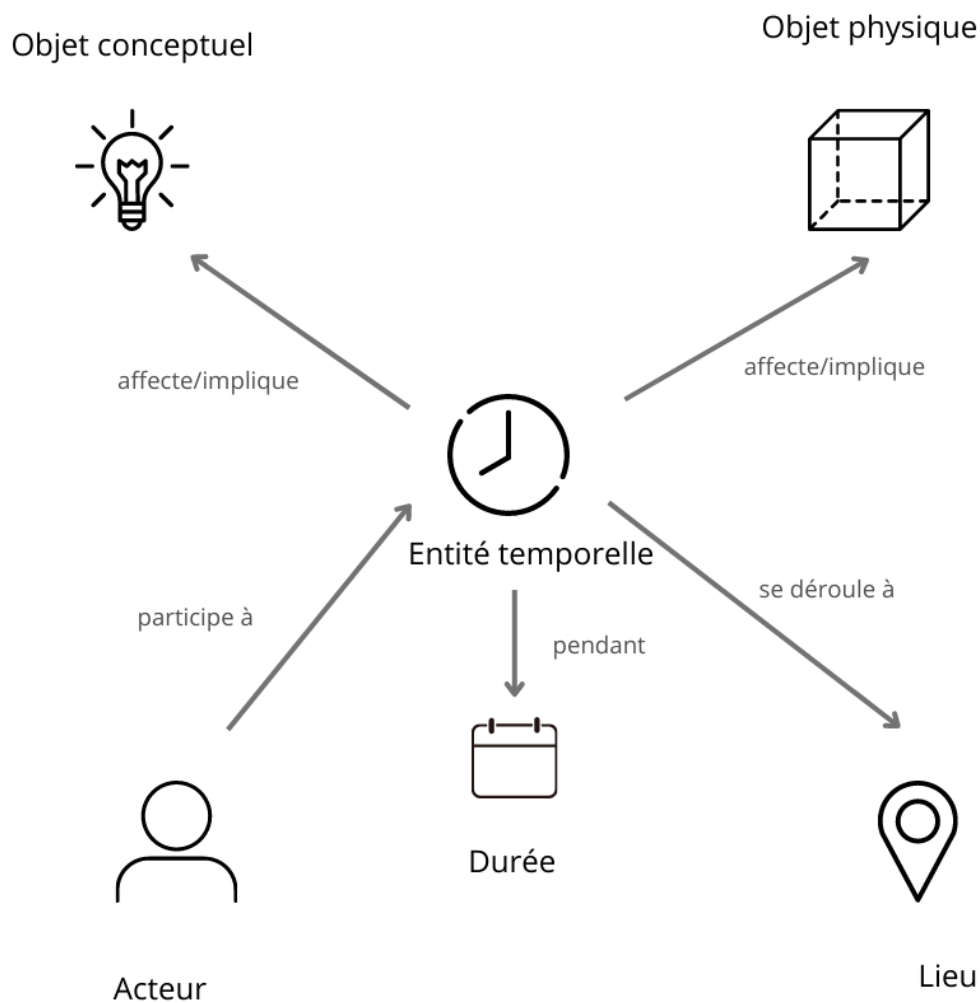 Objet conceptuel
Objet physique
affecte/implique
affecte/implique
Entité temporelle
participe à
se déroule à
pendant
Durée
Acteur
Lieu